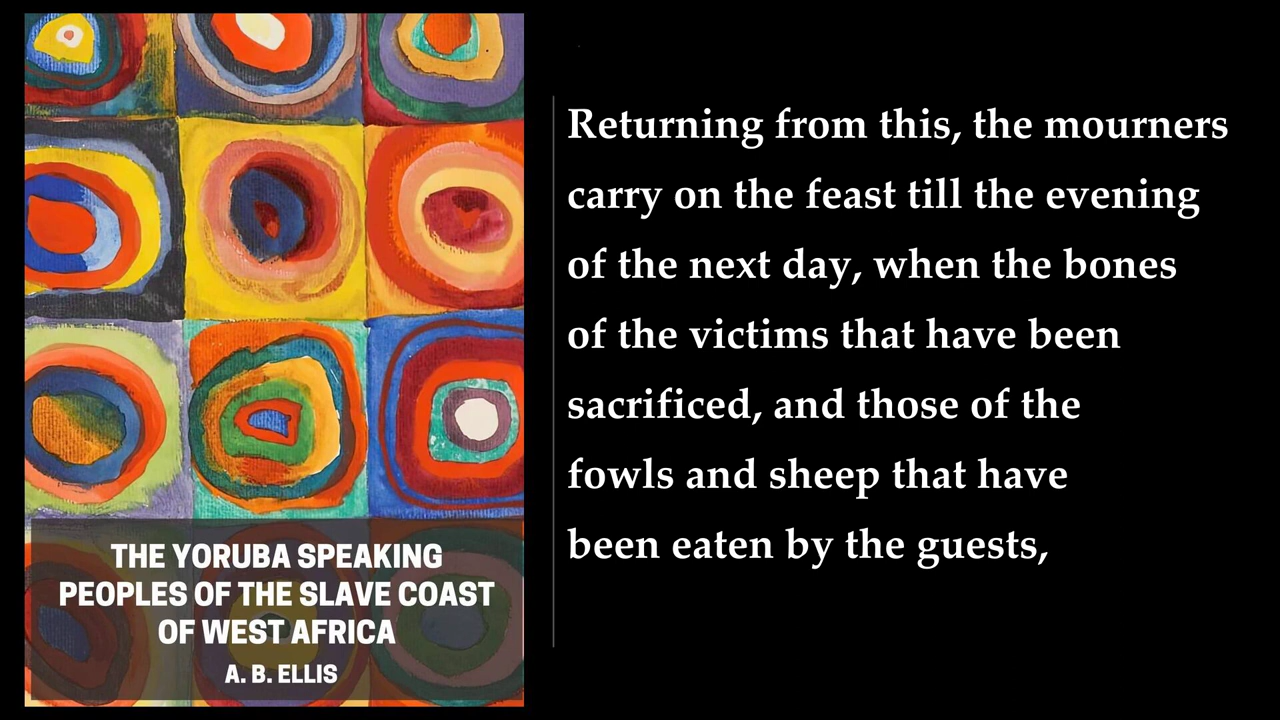 THE YORUBA SPEAKING
PEOPLES OF THE SLAVE COAST
OF WEST AFRICA
A. B. ELLIS
Returning from this, the mourners
carry on the feast till the evening
of the next day, when the bones
of the victims that have been
sacrificed, and those of the
fowls and sheep that have
been eaten by the guests,